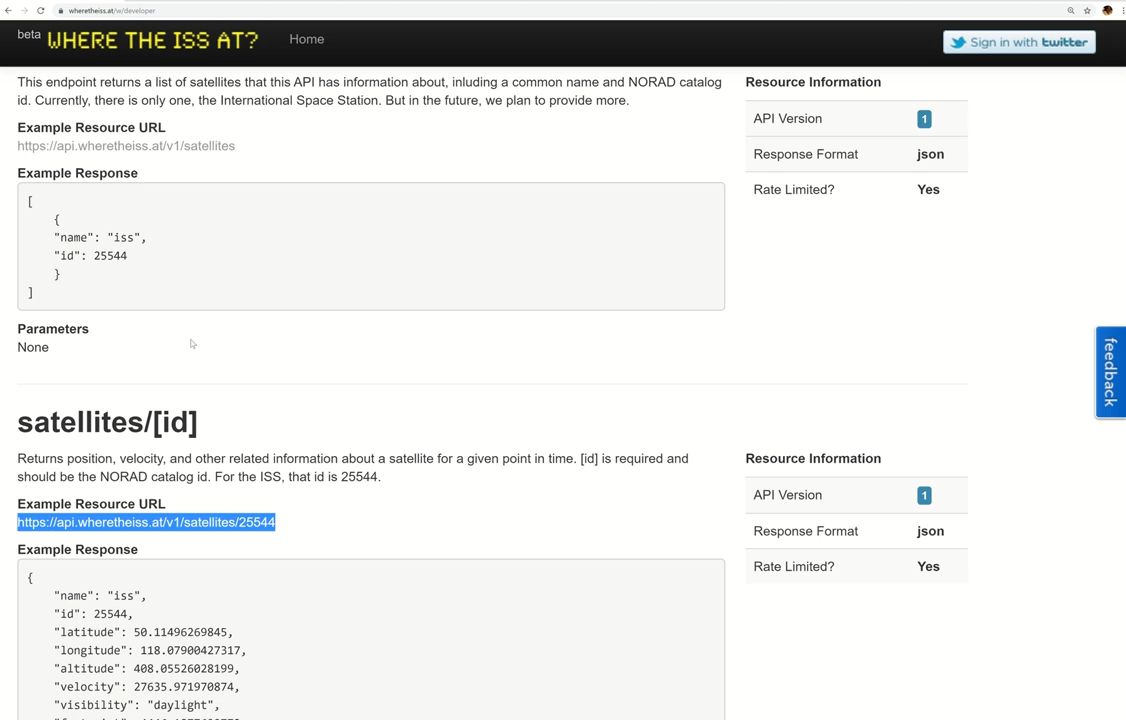 wheretheiss.at/w/developer
beta WHERE THE ISS AT? Home Sign in with twitter
This endpoint returns a list of satellites that this API has information about, inluding a common name and NORAD catalog
id. Currently, there is only one, the International Space Station. But in the future, we plan to provide more.
Example Resource URL
https://api.wheretheiss.at/v1/satellites
Example Response
[
{
"name": "iss",
"id": 25544
}
]
Parameters
None
Resource Information
API Version 1
Response Format json
Rate Limited? Yes
feedback
satellites/[id]
Returns position, velocity, and other related information about a satellite for a given point in time. [id] is required and
should be the NORAD catalog id. For the ISS, that id is 25544.
Example Resource URL
https://api.wheretheiss.at/v1/satellites/25544
Example Response
{
"name": "iss",
"id": 25544,
"latitude": 50.11496269845,
"longitude": 118.07900427317,
"altitude": 408.05526028199,
"velocity": 27635.971970874,
"visibility": "daylight",
Resource Information
API Version 1
Response Format json
Rate Limited? Yes